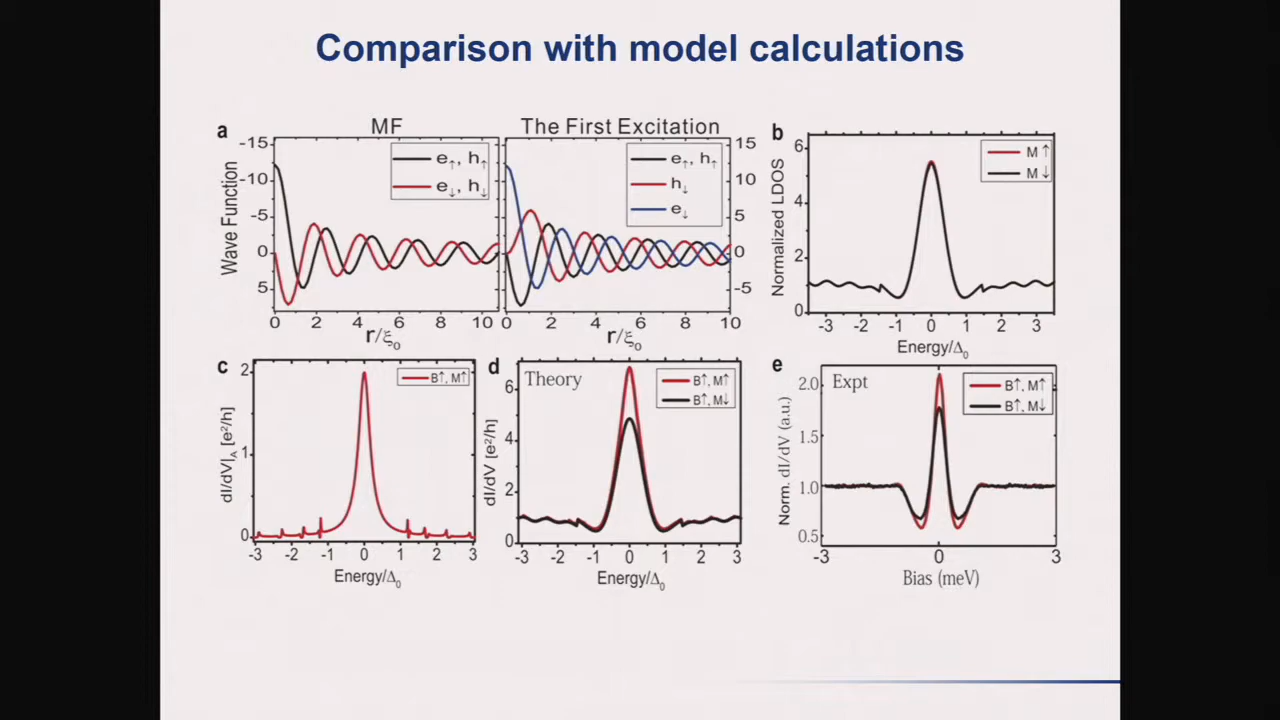 Comparison with model calculations
a
MF
The First Excitation
b
Wave Function
-15
-10
-5
0
5
e↑, h↑
e↓, h↓
e↑, h↑
h↓
e↓
15
10
5
0
-5
0 2 4 6 8 10
0 2 4 6 8 10
r/ξ₀
r/ξ₀
Normalized LDOS
6
4
2
0
M↑
M↓
-3 -2 -1 0 1 2 3
Energy/Δ₀
c
dI/dV|A [e²/h]
2
1
0
B↑, M↑
-3 -2 -1 0 1 2 3
Energy/Δ₀
d
Theory
dI/dV [e²/h]
6
4
2
0
B↑, M↑
B↑, M↓
-3 -2 -1 0 1 2 3
Energy/Δ₀
e
Expt
Norm. dI/dV (a.u.)
2.0
1.5
1.0
0.5
B↑, M↑
B↑, M↓
-3 0 3
Bias (meV)